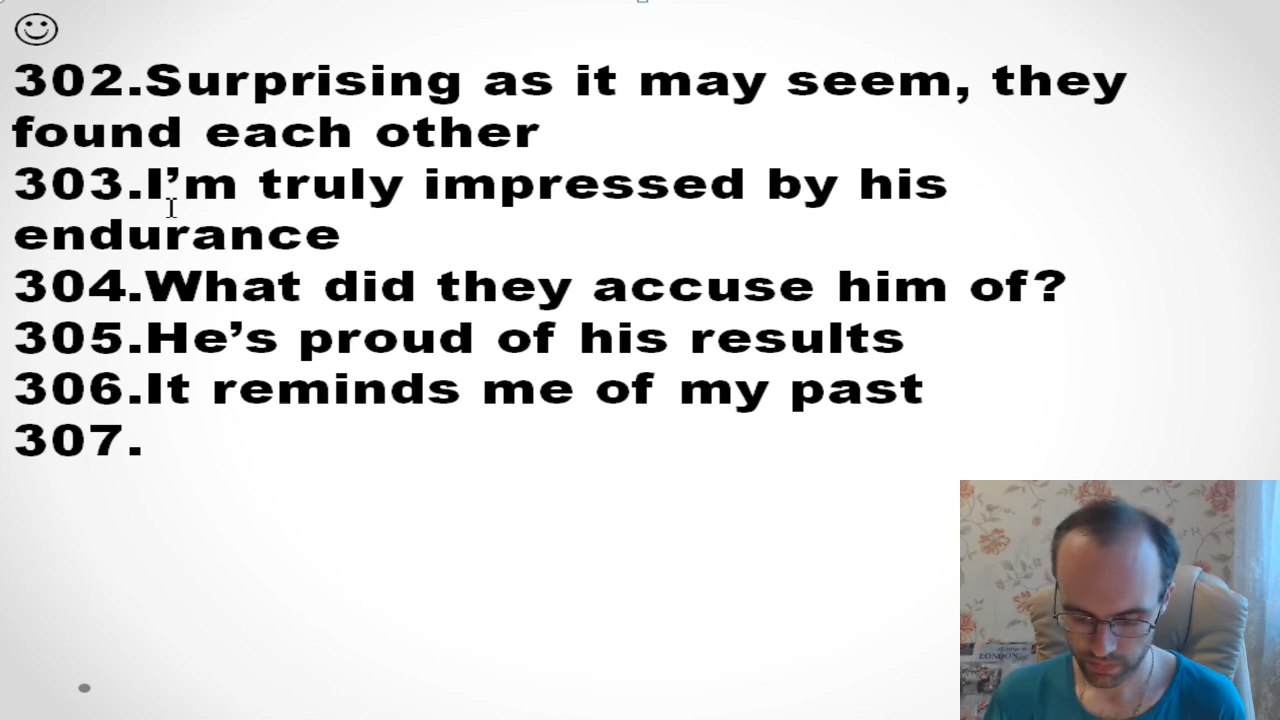 302.Surprising as it may seem, they
found each other
303.I’m truly impressed by his
endurance
304.What did they accuse him of?
305.He’s proud of his results
306.It reminds me of my past
307.
LONDON